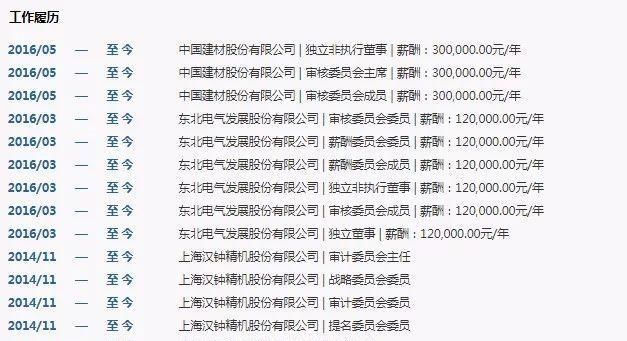 工作履历
2016/05 — 至今 中国建材股份有限公司 | 独立非执行董事 | 薪酬：300,000.00元/年
2016/05 — 至今 中国建材股份有限公司 | 审核委员会主席 | 薪酬：300,000.00元/年
2016/05 — 至今 中国建材股份有限公司 | 审核委员会成员 | 薪酬：300,000.00元/年
2016/03 — 至今 东北电气发展股份有限公司 | 审核委员会委员 | 薪酬：120,000.00元/年
2016/03 — 至今 东北电气发展股份有限公司 | 薪酬委员会委员 | 薪酬：120,000.00元/年
2016/03 — 至今 东北电气发展股份有限公司 | 薪酬委员会成员 | 薪酬：120,000.00元/年
2016/03 — 至今 东北电气发展股份有限公司 | 独立非执行董事 | 薪酬：120,000.00元/年
2016/03 — 至今 东北电气发展股份有限公司 | 审核委员会成员 | 薪酬：120,000.00元/年
2016/03 — 至今 东北电气发展股份有限公司 | 独立董事 | 薪酬：120,000.00元/年
2014/11 — 至今 上海汉钟精机股份有限公司 | 审计委员会主任
2014/11 — 至今 上海汉钟精机股份有限公司 | 战略委员会委员
2014/11 — 至今 上海汉钟精机股份有限公司 | 审计委员会委员
2014/11 — 至今 上海汉钟精机股份有限公司 | 提名委员会委员